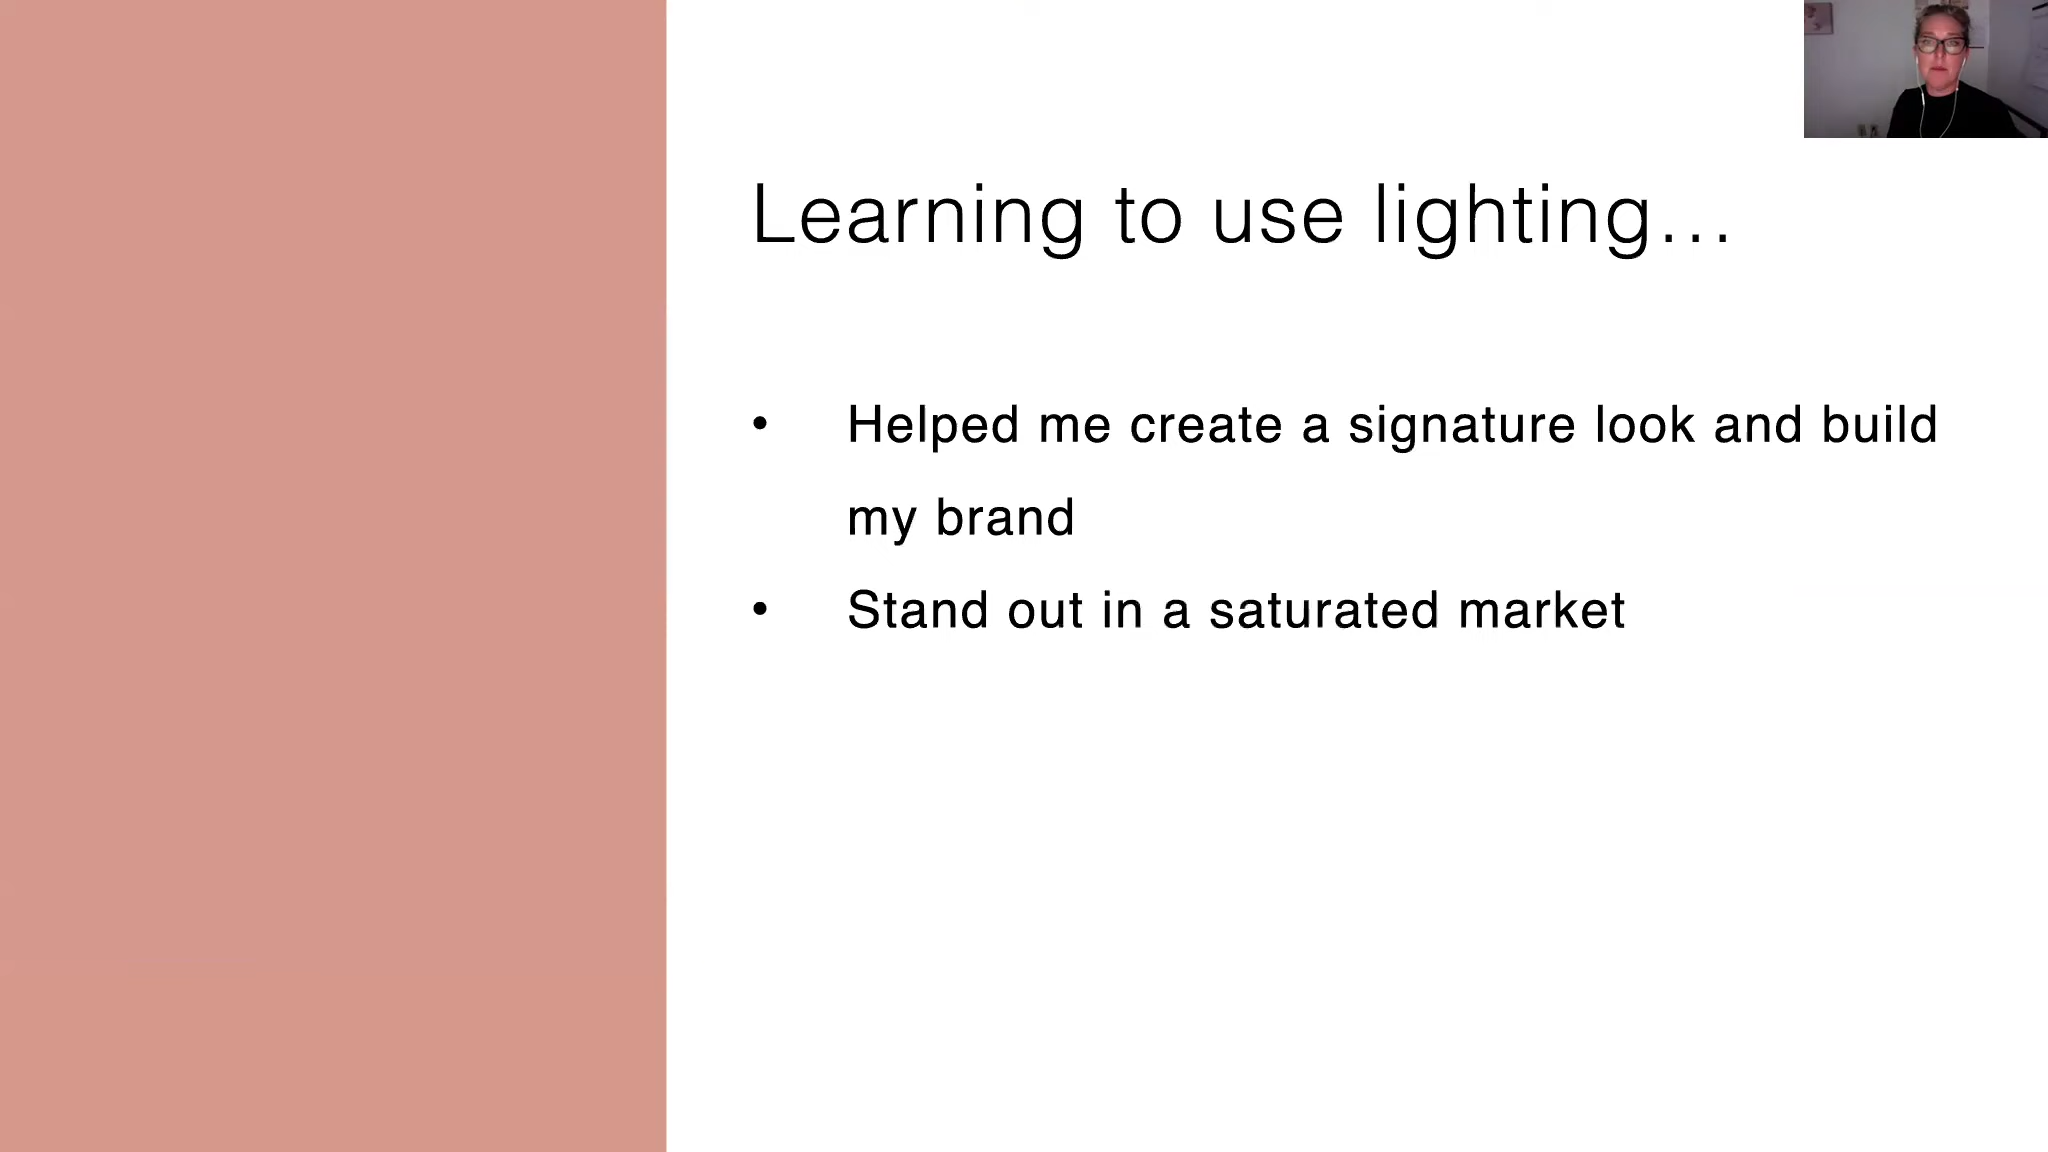 Learning to use lighting...
• Helped me create a signature look and build
my brand
• Stand out in a saturated market